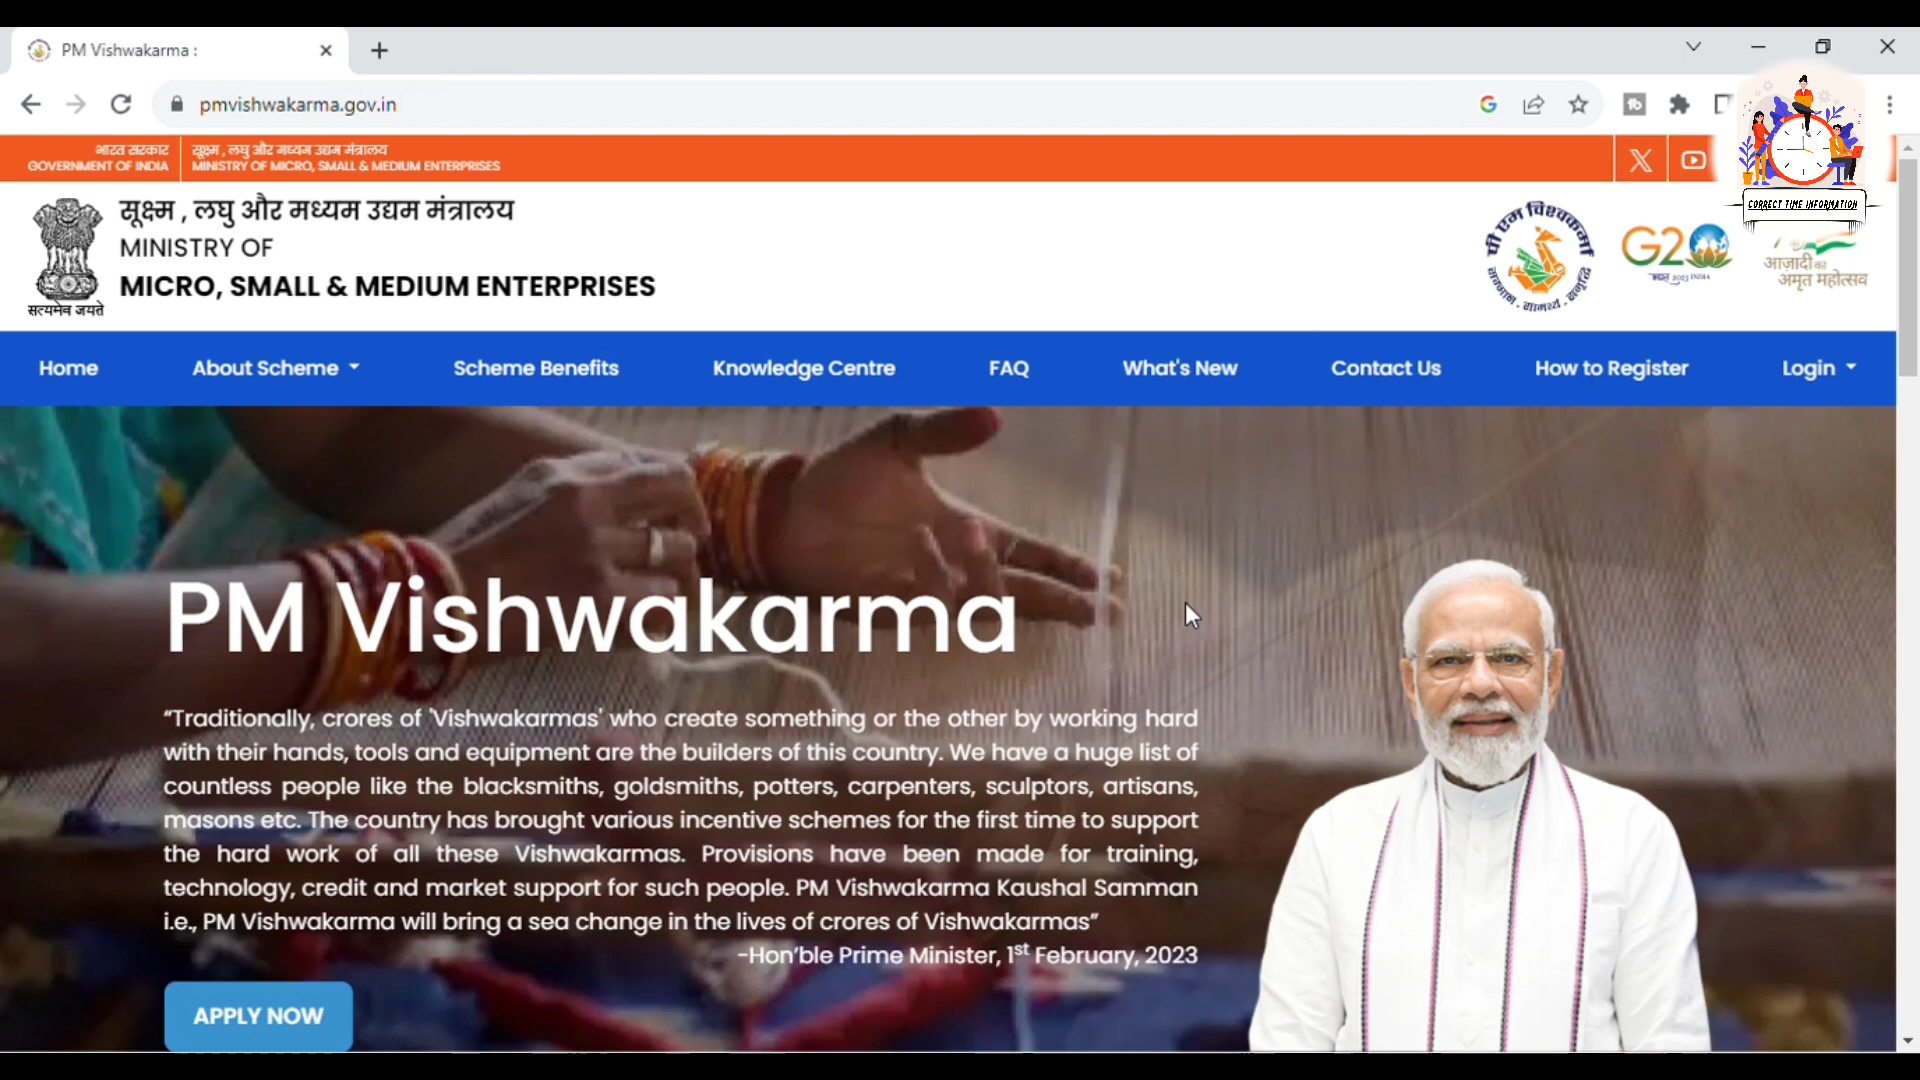 PM Vishwakarma :
pmvishwakarma.gov.in
भारत सरकार
GOVERNMENT OF INDIA
सूक्ष्म , लघु और मध्यम उद्यम मंत्रालय
MINISTRY OF MICRO, SMALL & MEDIUM ENTERPRISES
CORRECT TIME INFORMATION
सूक्ष्म , लघु और मध्यम उद्यम मंत्रालय
MINISTRY OF
MICRO, SMALL & MEDIUM ENTERPRISES
सत्यमेव जयते
पी एम विश्वकर्मा
सम्मान . सामर्थ्य . समृद्धि
G20
भारत 2023 INDIA
आज़ादी का
अमृत महोत्सव
Home
About Scheme
Scheme Benefits
Knowledge Centre
FAQ
What's New
Contact Us
How to Register
Login
PM Vishwakarma
“Traditionally, crores of 'Vishwakarmas' who create something or the other by working hard
with their hands, tools and equipment are the builders of this country. We have a huge list of
countless people like the blacksmiths, goldsmiths, potters, carpenters, sculptors, artisans,
masons etc. The country has brought various incentive schemes for the first time to support
the hard work of all these Vishwakarmas. Provisions have been made for training,
technology, credit and market support for such people. PM Vishwakarma Kaushal Samman
i.e., PM Vishwakarma will bring a sea change in the lives of crores of Vishwakarmas”
-Hon’ble Prime Minister, 1st February, 2023
APPLY NOW